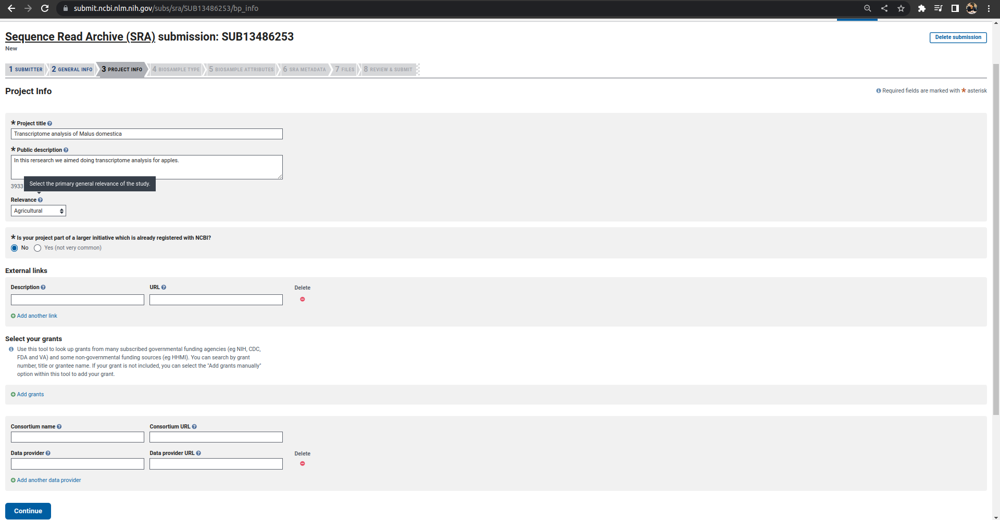 submit.ncbi.nlm.nih.gov/subs/sra/SUB13486253/bp_info
Sequence Read Archive (SRA) submission: SUB13486253
Delete submission
New
1 SUBMITTER 2 GENERAL INFO 3 PROJECT INFO 4 BIOSAMPLE TYPE 5 BIOSAMPLE ATTRIBUTES 6 SRA METADATA 7 FILES 8 REVIEW & SUBMIT
Project Info
Required fields are marked with * asterisk
* Project title
Transcriptome analysis of Malus domestica
* Public description
In this rersearch we aimed doing transcriptome analysis for apples.
3933
Select the primary general relevance of the study.
Relevance
Agricultural
* Is your project part of a larger initiative which is already registered with NCBI?
No Yes (not very common)
External links
Description URL Delete
Add another link
Select your grants
Use this tool to look up grants from many subscribed governmental funding agencies (eg NIH, CDC,
FDA and VA) and some non-governmental funding sources (eg HHMI). You can search by grant
number, title or grantee name. If your grant is not included, you can select the "Add grants manually"
option within this tool to add your grant.
Add grants
Consortium name Consortium URL
Data provider Data provider URL Delete
Add another data provider
Continue